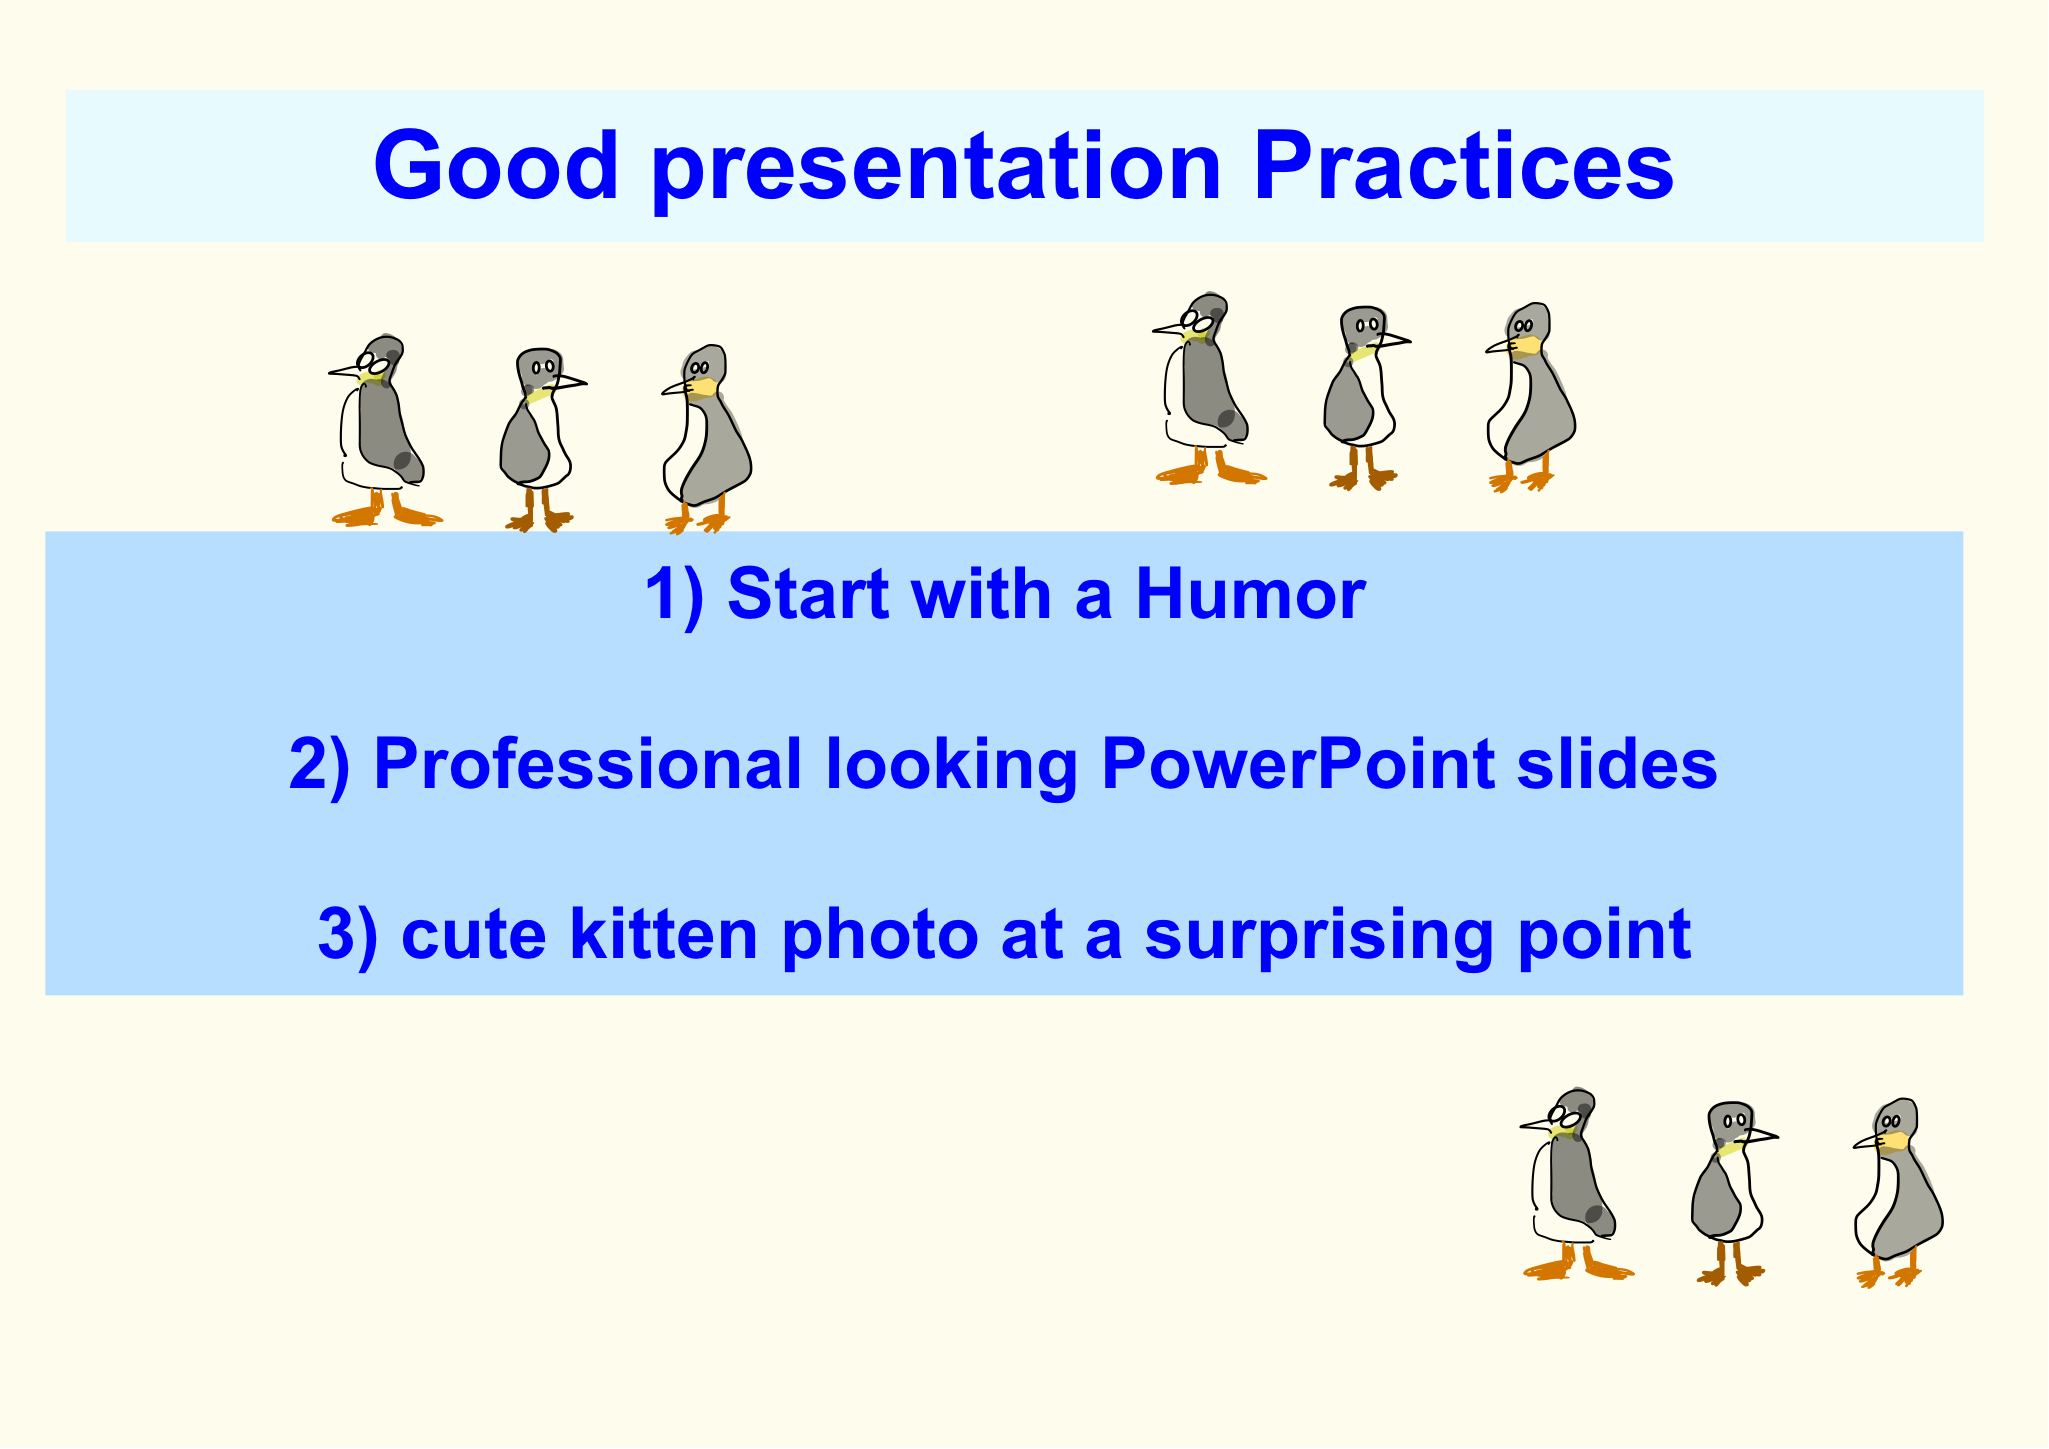 Good presentation Practices
1) Start with a Humor
2) Professional looking PowerPoint slides
3) cute kitten photo at a surprising point